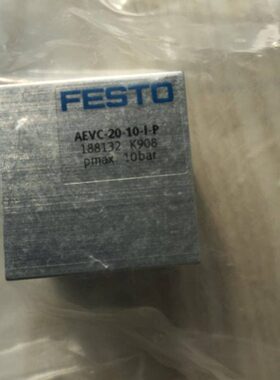 FESTO
AEVC-20-10-I-P
188132 K908
pmax. 10bar